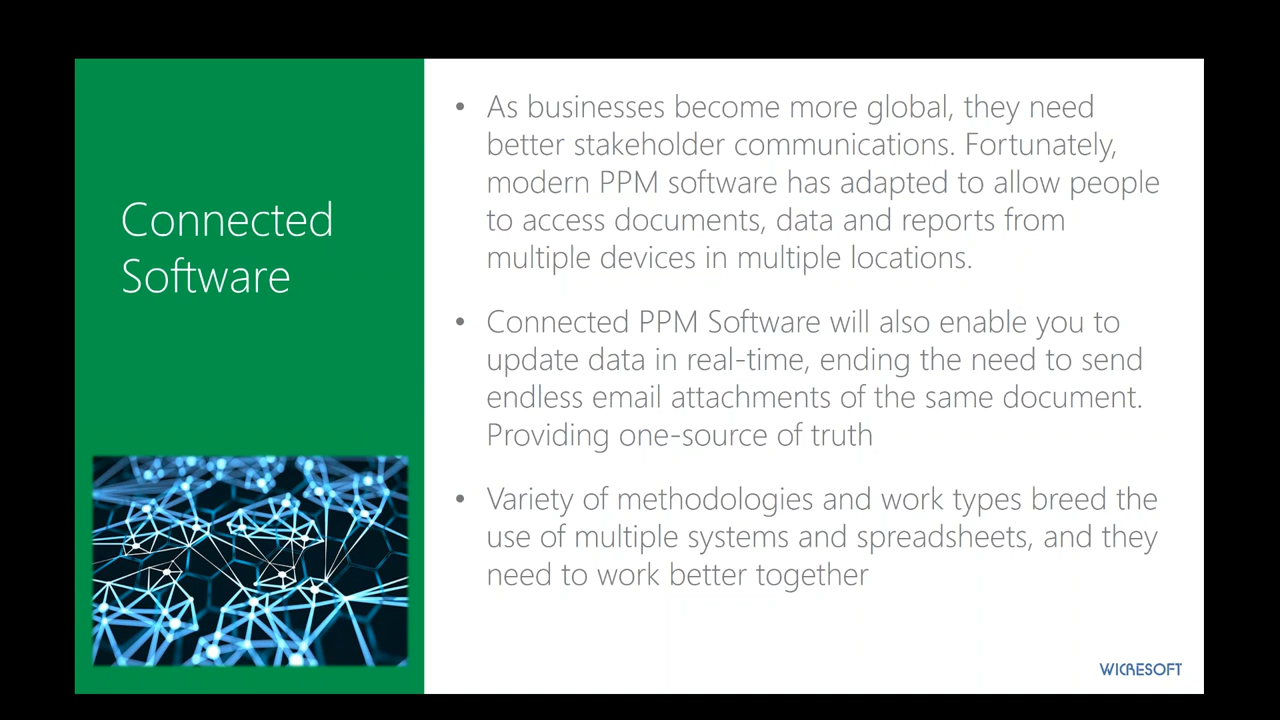 Connected
Software
• As businesses become more global, they need
better stakeholder communications. Fortunately,
modern PPM software has adapted to allow people
to access documents, data and reports from
multiple devices in multiple locations.
• Connected PPM Software will also enable you to
update data in real-time, ending the need to send
endless email attachments of the same document.
Providing one-source of truth
• Variety of methodologies and work types breed the
use of multiple systems and spreadsheets, and they
need to work better together
WICRESOFT